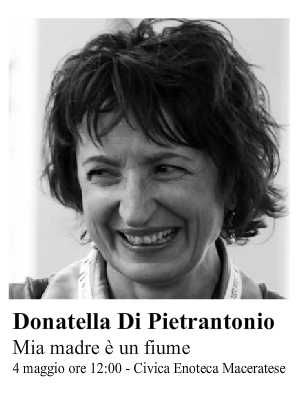 Donatella Di Pietrantonio
Mia madre è un fiume
4 maggio ore 12:00 - Civica Enoteca Maceratese